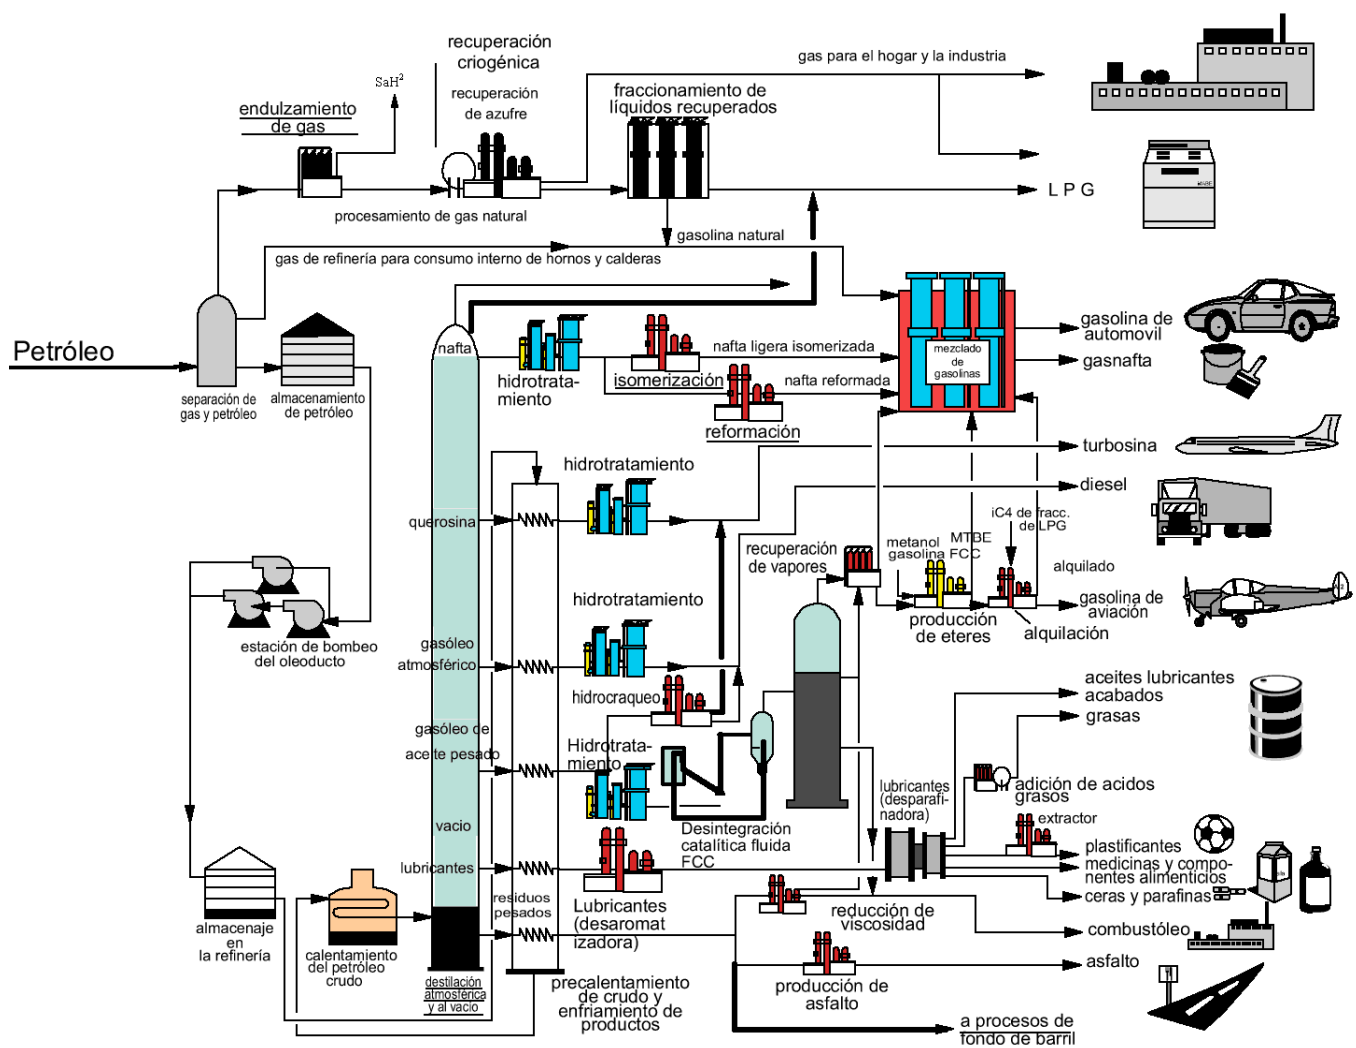 recuperación
criogénica
SaH²
recuperación
de azufre
endulzamiento
de gas
fraccionamiento de
líquidos recuperados
gas para el hogar y la industria
L P G
procesamiento de gas natural
gasolina natural
gas de refinería para consumo interno de hornos y calderas
Petróleo
separación de
gas y petróleo
almacenamiento
de petróleo
nafta
hidrotrata-
miento
isomerización
nafta ligera isomerizada
nafta reformada
reformación
mezclado
de
gasolinas
gasolina de
automovil
gasnafta
turbosina
diesel
hidrotratamiento
querosina
iC4 de fracc.
de LPG
metanol
gasolina
MTBE
FCC
recuperación
de vapores
alquilado
gasolina de
aviación
producción
de eteres
alquilación
estación de bombeo
del oleoducto
hidrotratamiento
gasóleo
atmosférico
hidrocraqueo
gasóleo de
aceite pesado
Hidrotrata-
miento
aceites lubricantes
acabados
grasas
adición de acidos
grasos
lubricantes
(desparafi-
nadora)
extractor
plastificantes
medicinas y compo-
nentes alimenticios
ceras y parafinas
Desintegración
catalítica fluida
FCC
vacio
lubricantes
residuos
pesados
Lubricantes
(desaromat
izadora)
reducción de
viscosidad
combustóleo
asfalto
producción de
asfalto
almacenaje
en
la refinería
calentamiento
del petróleo
crudo
destilación
atmosférica
y al vacío
precalentamiento
de crudo y
enfriamiento de
productos
a procesos de
fondo de barril